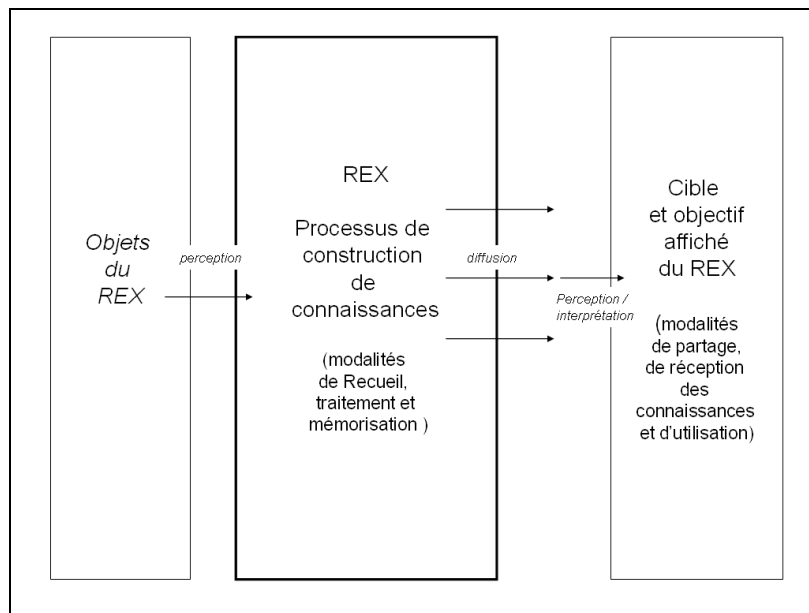 Objets
du
REX
perception
REX
Processus de
construction
de
connaissances
(modalités
de Recueil,
traitement et
mémorisation )
diffusion
Perception /
interprétation
Cible
et objectif
affiché
du REX
(modalités
de partage,
de réception
des
connaissances
et d'utilisation)